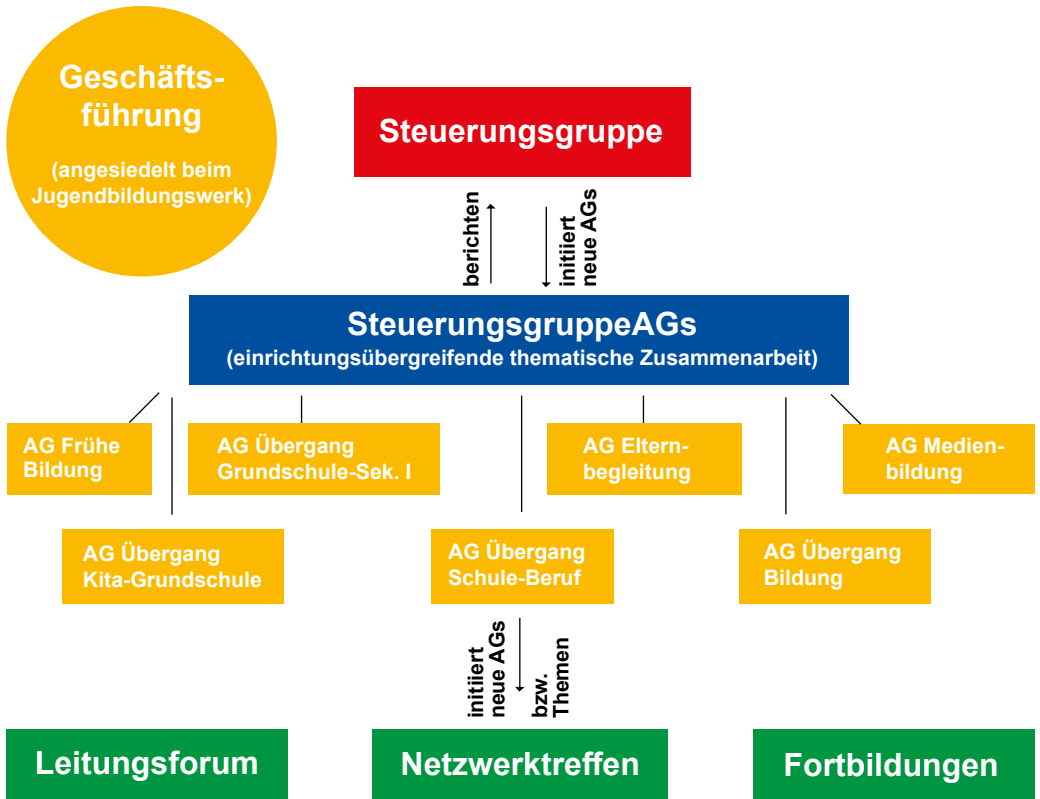 Geschäfts-
führung
(angesiedelt beim
Jugendbildungswerk)
Steuerungsgruppe
berichten
initiiert
neue AGs
SteuerungsgruppeAGs
(einrichtungsübergreifende thematische Zusammenarbeit)
AG Frühe
Bildung
AG Übergang
Grundschule-Sek. I
AG Eltern-
begleitung
AG Medien-
bildung
AG Übergang
Kita-Grundschule
AG Übergang
Schule-Beruf
AG Übergang
Bildung
initiiert
neue AGs
bzw.
Themen
Leitungsforum
Netzwerktreffen
Fortbildungen